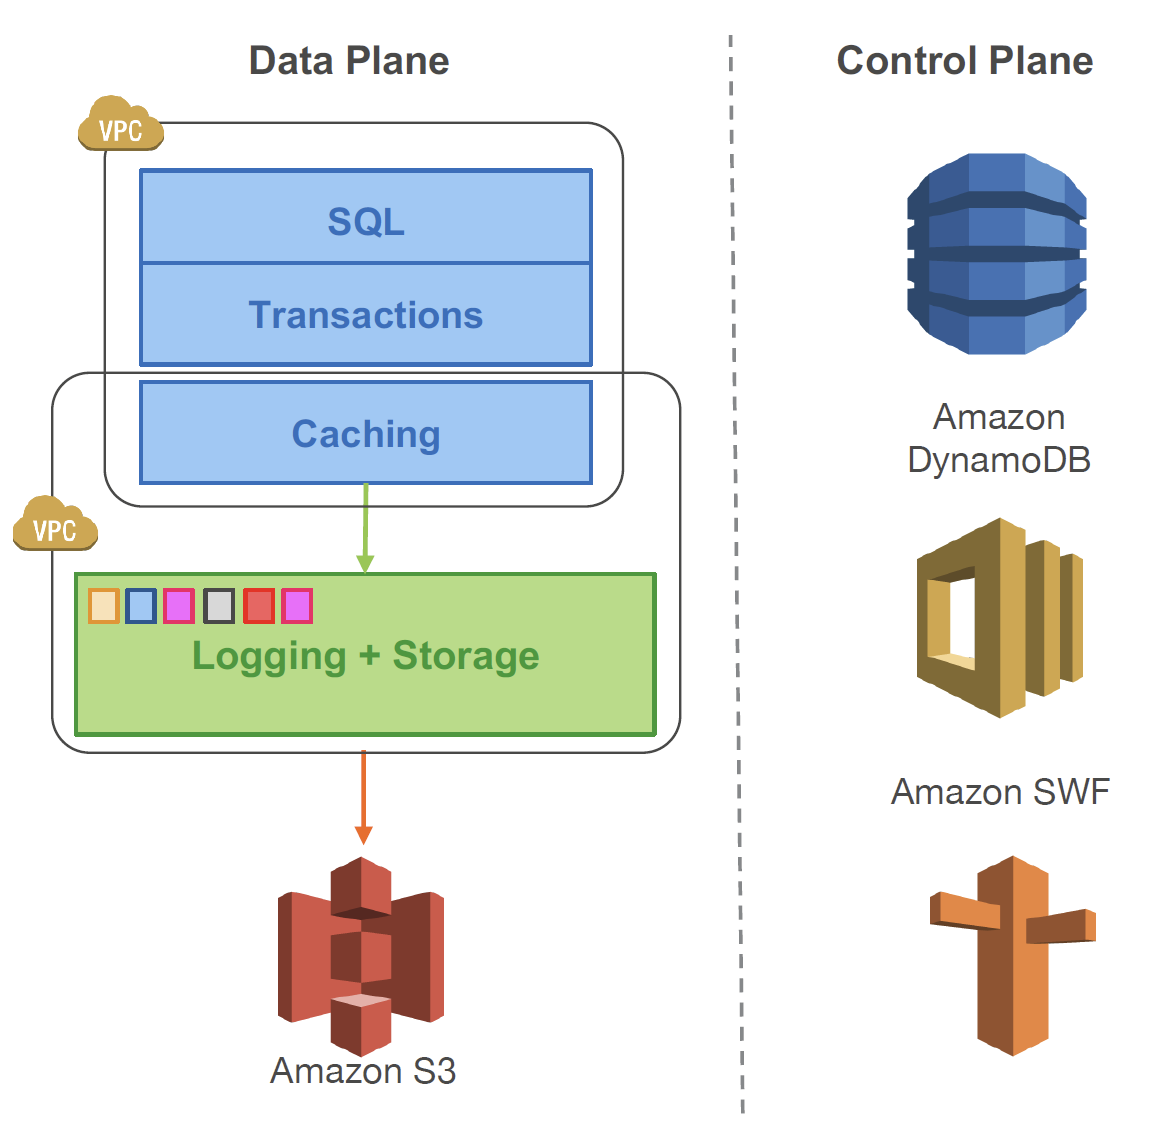 Data Plane
Control Plane
VPC
SQL
Transactions
Caching
VPC
Logging + Storage
Amazon S3
Amazon
DynamoDB
Amazon SWF